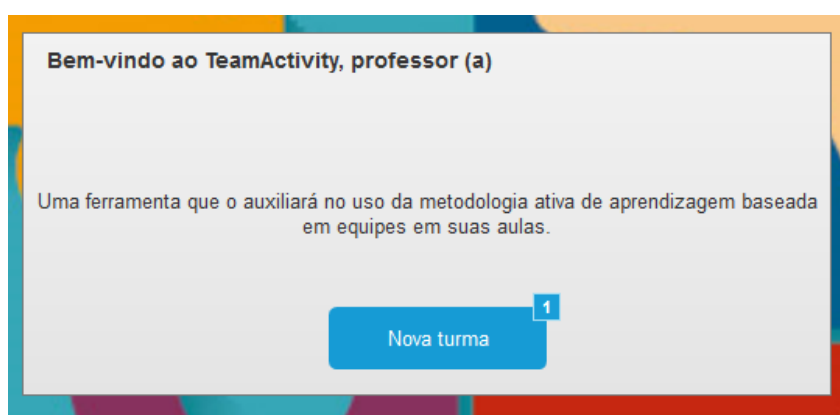 Bem-vindo ao TeamActivity, professor (a)
Uma ferramenta que o auxiliará no uso da metodologia ativa de aprendizagem baseada
em equipes em suas aulas.
1
Nova turma